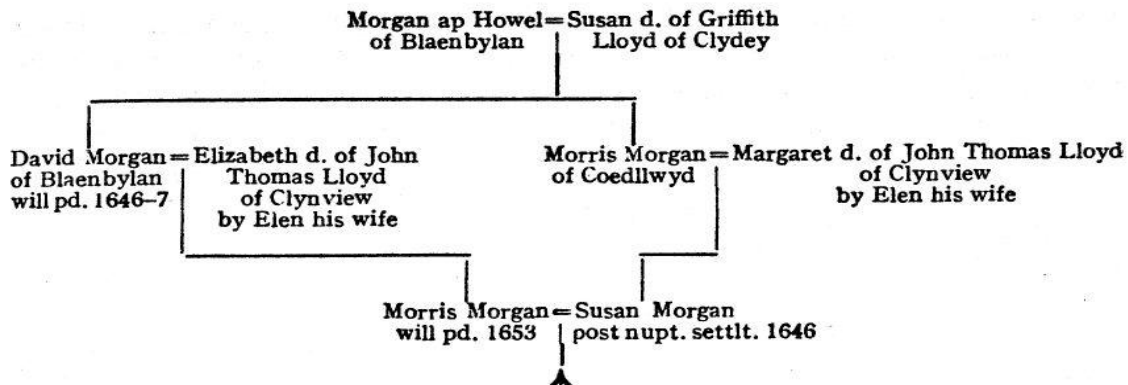 Morgan ap Howel = Susan d. of Griffith
of Blaenbylan Lloyd of Clydey
David Morgan = Elizabeth d. of John
of Blaenbylan Thomas Lloyd
will pd. 1646–7 of Clynview
by Elen his wife
Morris Morgan = Margaret d. of John Thomas Lloyd
of Coedllwyd of Clynview
by Elen his wife
Morris Morgan = Susan Morgan
will pd. 1653 post nupt. settlt. 1646